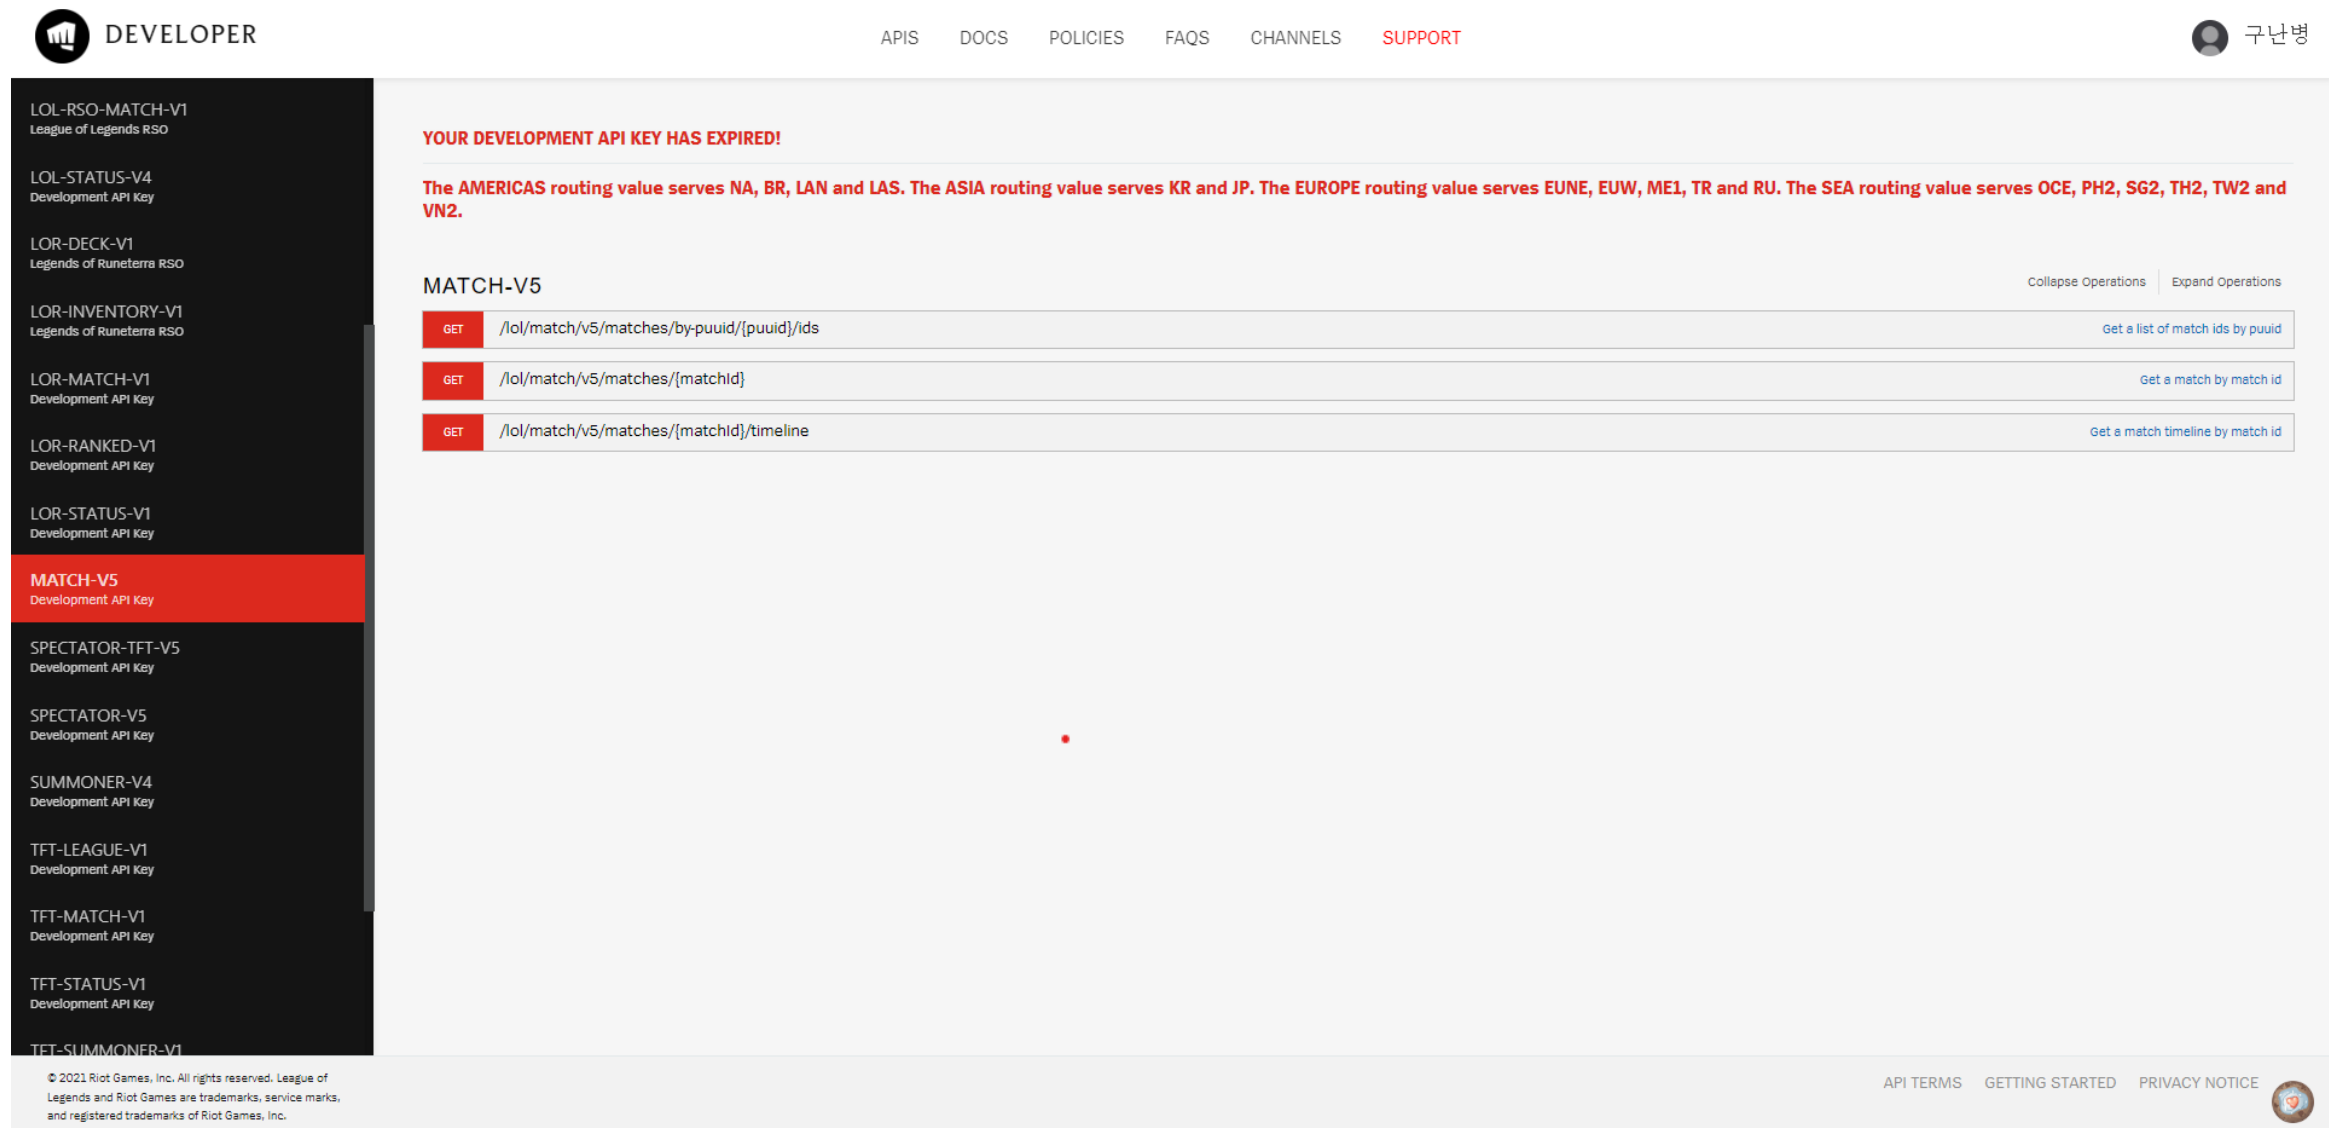 DEVELOPER
APIS DOCS POLICIES FAQS CHANNELS SUPPORT
구난병
LOL-RSO-MATCH-V1
League of Legends RSO
LOL-STATUS-V4
Development API Key
LOR-DECK-V1
Legends of Runeterra RSO
LOR-INVENTORY-V1
Legends of Runeterra RSO
LOR-MATCH-V1
Development API Key
LOR-RANKED-V1
Development API Key
LOR-STATUS-V1
Development API Key
MATCH-V5
Development API Key
SPECTATOR-TFT-V5
Development API Key
SPECTATOR-V5
Development API Key
SUMMONER-V4
Development API Key
TFT-LEAGUE-V1
Development API Key
TFT-MATCH-V1
Development API Key
TFT-STATUS-V1
Development API Key
TFT-SUMMONER-V1
YOUR DEVELOPMENT API KEY HAS EXPIRED!
The AMERICAS routing value serves NA, BR, LAN and LAS. The ASIA routing value serves KR and JP. The EUROPE routing value serves EUNE, EUW, ME1, TR and RU. The SEA routing value serves OCE, PH2, SG2, TH2, TW2 and
VN2.
MATCH-V5
Collapse Operations Expand Operations
GET /lol/match/v5/matches/by-puuid/{puuid}/ids Get a list of match ids by puuid
GET /lol/match/v5/matches/{matchId} Get a match by match id
GET /lol/match/v5/matches/{matchId}/timeline Get a match timeline by match id
© 2021 Riot Games, Inc. All rights reserved. League of
Legends and Riot Games are trademarks, service marks,
and registered trademarks of Riot Games, Inc.
API TERMS GETTING STARTED PRIVACY NOTICE